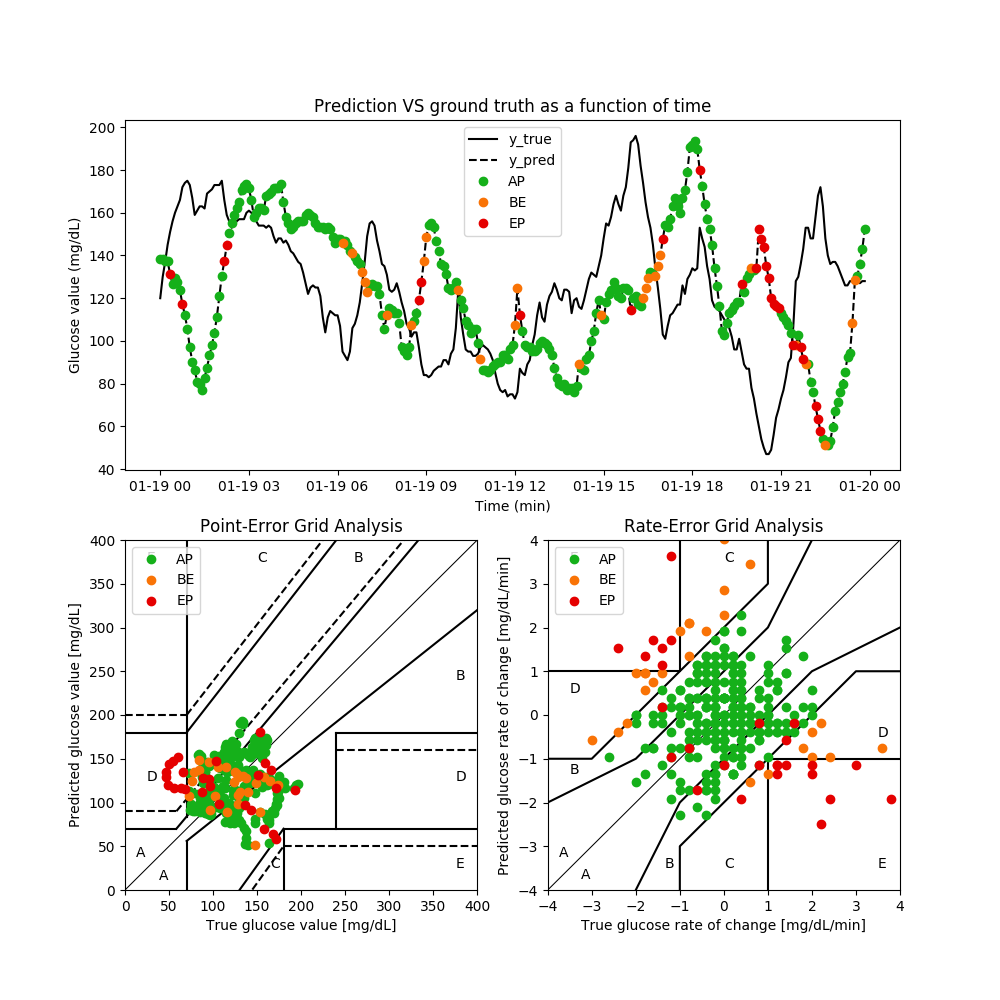 Prediction VS ground truth as a function of time
Glucose value (mg/dL)
200
180
160
140
120
100
80
60
40
y_true
y_pred
AP
BE
EP
01-19 00 01-19 03 01-19 06 01-19 09 01-19 12 01-19 15 01-19 18 01-19 21 01-20 00
Time (min)
Point-Error Grid Analysis
Predicted glucose value [mg/dL]
400
350
300
250
200
150
100
50
0
AP
BE
EP
C
B
B
D
D
A
A
C
E
0 50 100 150 200 250 300 350 400
True glucose value [mg/dL]
Rate-Error Grid Analysis
Predicted glucose rate of change [mg/dL/min]
4
3
2
1
0
−1
−2
−3
−4
AP
BE
EP
C
D
D
B
A
A
B
C
E
−4 −3 −2 −1 0 1 2 3 4
True glucose rate of change [mg/dL/min]